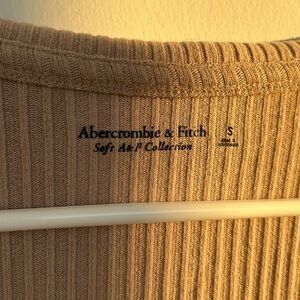 Abercrombie & Fitch
Soft A&F Collection
S